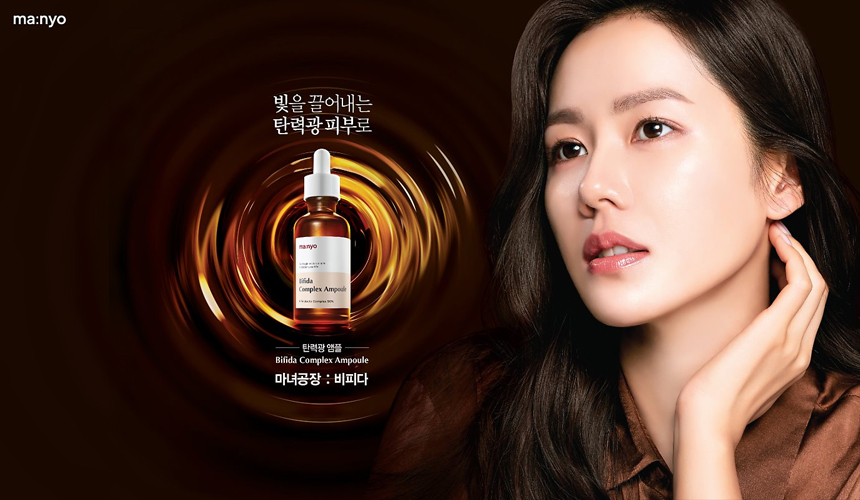 ma:nyo
빛을 끌어내는
탄력광 피부로
ma:nyo
Bifida
Complex Ampoule
탄력광 앰플
Bifida Complex Ampoule
마녀공장 : 비피다